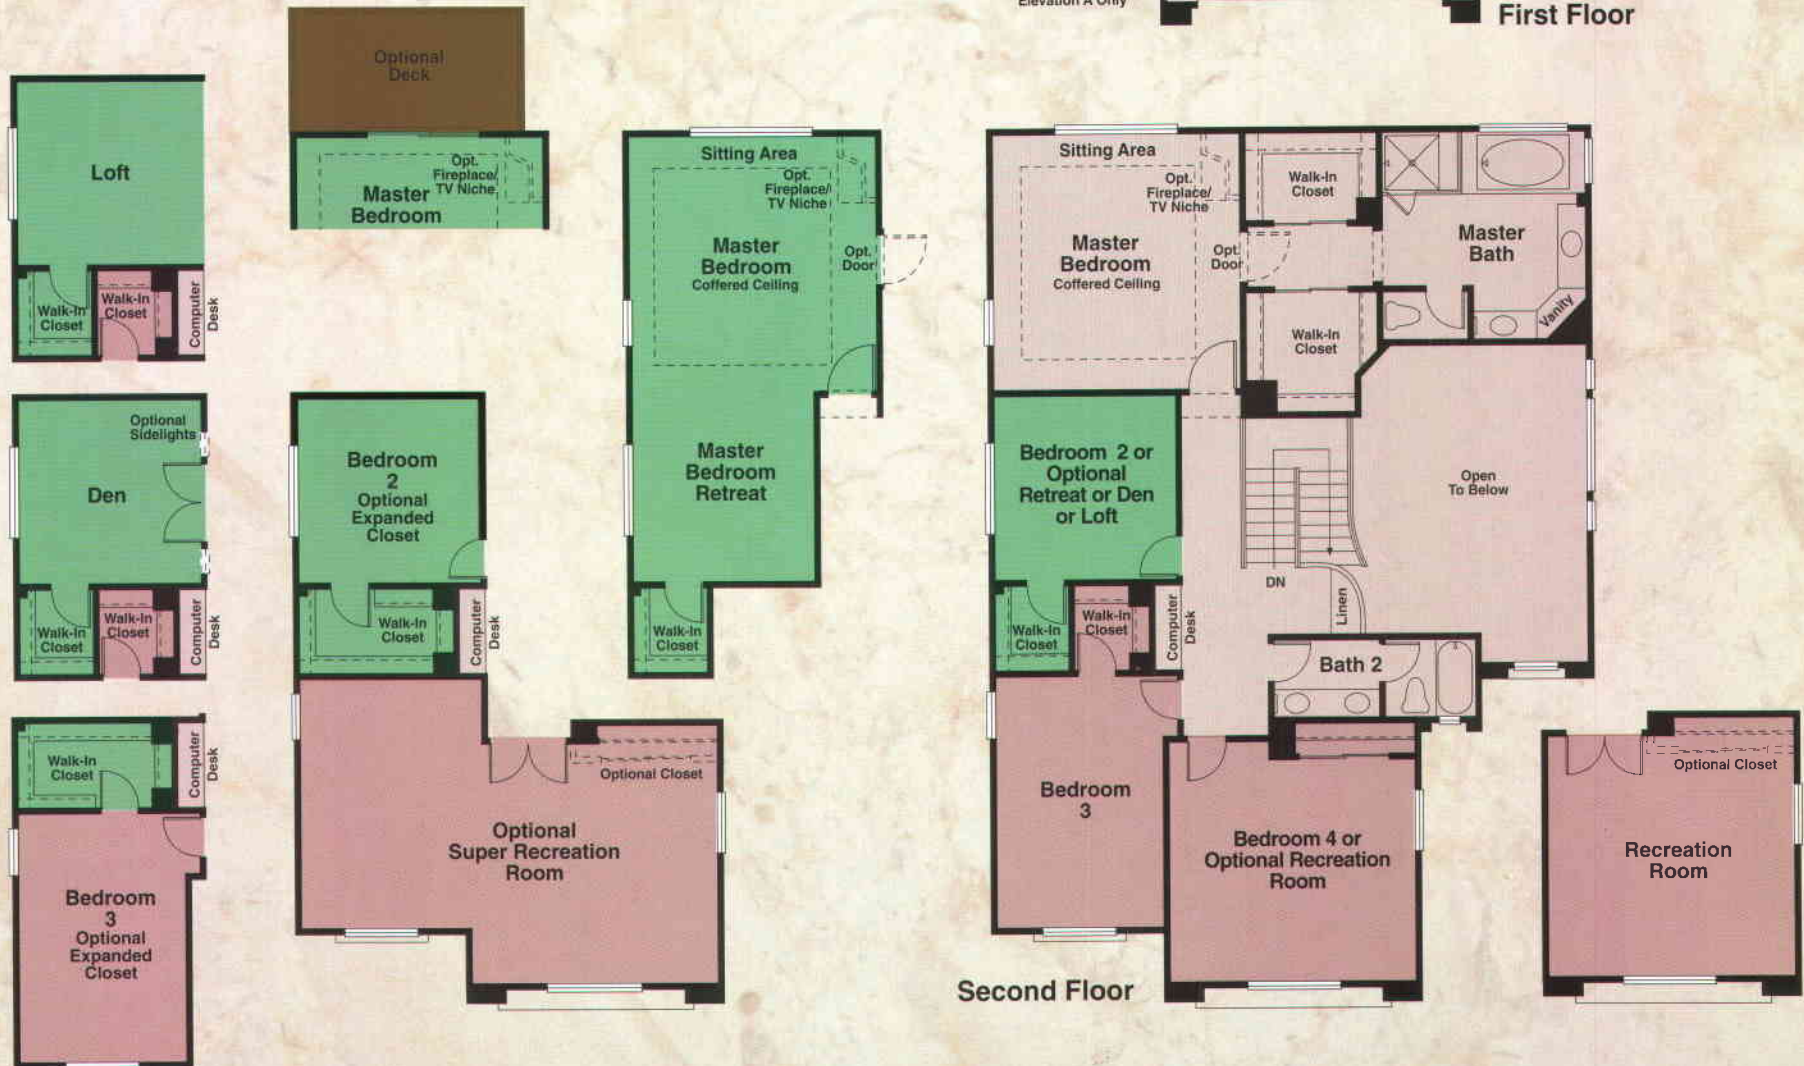 Elevation A Only
First Floor
Optional
Deck
Loft
Walk-In
Closet
Walk-In
Closet
Computer
Desk
Opt.
Fireplace/
TV Niche
Master
Bedroom
Sitting Area
Opt.
Fireplace/
TV Niche
Master
Bedroom
Coffered Ceiling
Opt.
Door
Master
Bedroom
Retreat
Walk-In
Closet
Sitting Area
Opt.
Fireplace/
TV Niche
Master
Bedroom
Coffered Ceiling
Opt.
Door
Walk-In
Closet
Master
Bath
Vanity
Walk-In
Closet
Optional
Sidelights
Den
Walk-In
Closet
Walk-In
Closet
Computer
Desk
Bedroom
2
Optional
Expanded
Closet
Walk-In
Closet
Computer
Desk
Bedroom 2 or
Optional
Retreat or Den
or Loft
Open
To Below
DN
Linen
Walk-In
Closet
Walk-In
Closet
Computer
Desk
Bath 2
Walk-In
Closet
Computer
Desk
Bedroom
3
Optional
Expanded
Closet
Optional Closet
Optional
Super Recreation
Room
Bedroom
3
Bedroom 4 or
Optional Recreation
Room
Optional Closet
Recreation
Room
Second Floor